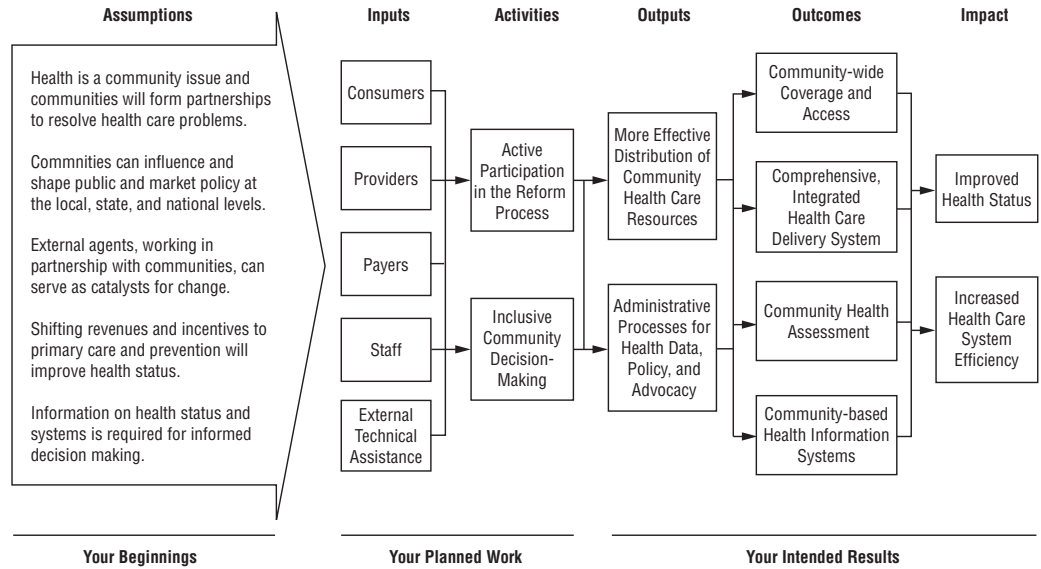 Assumptions
Inputs
Activities
Outputs
Outcomes
Impact
Health is a community issue and
communities will form partnerships
to resolve health care problems.
Commnities can influence and
shape public and market policy at
the local, state, and national levels.
External agents, working in
partnership with communities, can
serve as catalysts for change.
Shifting revenues and incentives to
primary care and prevention will
improve health status.
Information on health status and
systems is required for informed
decision making.
Consumers
Providers
Payers
Staff
External
Technical
Assistance
Active
Participation
in the Reform
Process
Inclusive
Community
Decision-
Making
More Effective
Distribution of
Community
Health Care
Resources
Administrative
Processes for
Health Data,
Policy, and
Advocacy
Community-wide
Coverage and
Access
Comprehensive,
Integrated
Health Care
Delivery System
Community Health
Assessment
Community-based
Health Information
Systems
Improved
Health Status
Increased
Health Care
System
Efficiency
Your Beginnings
Your Planned Work
Your Intended Results